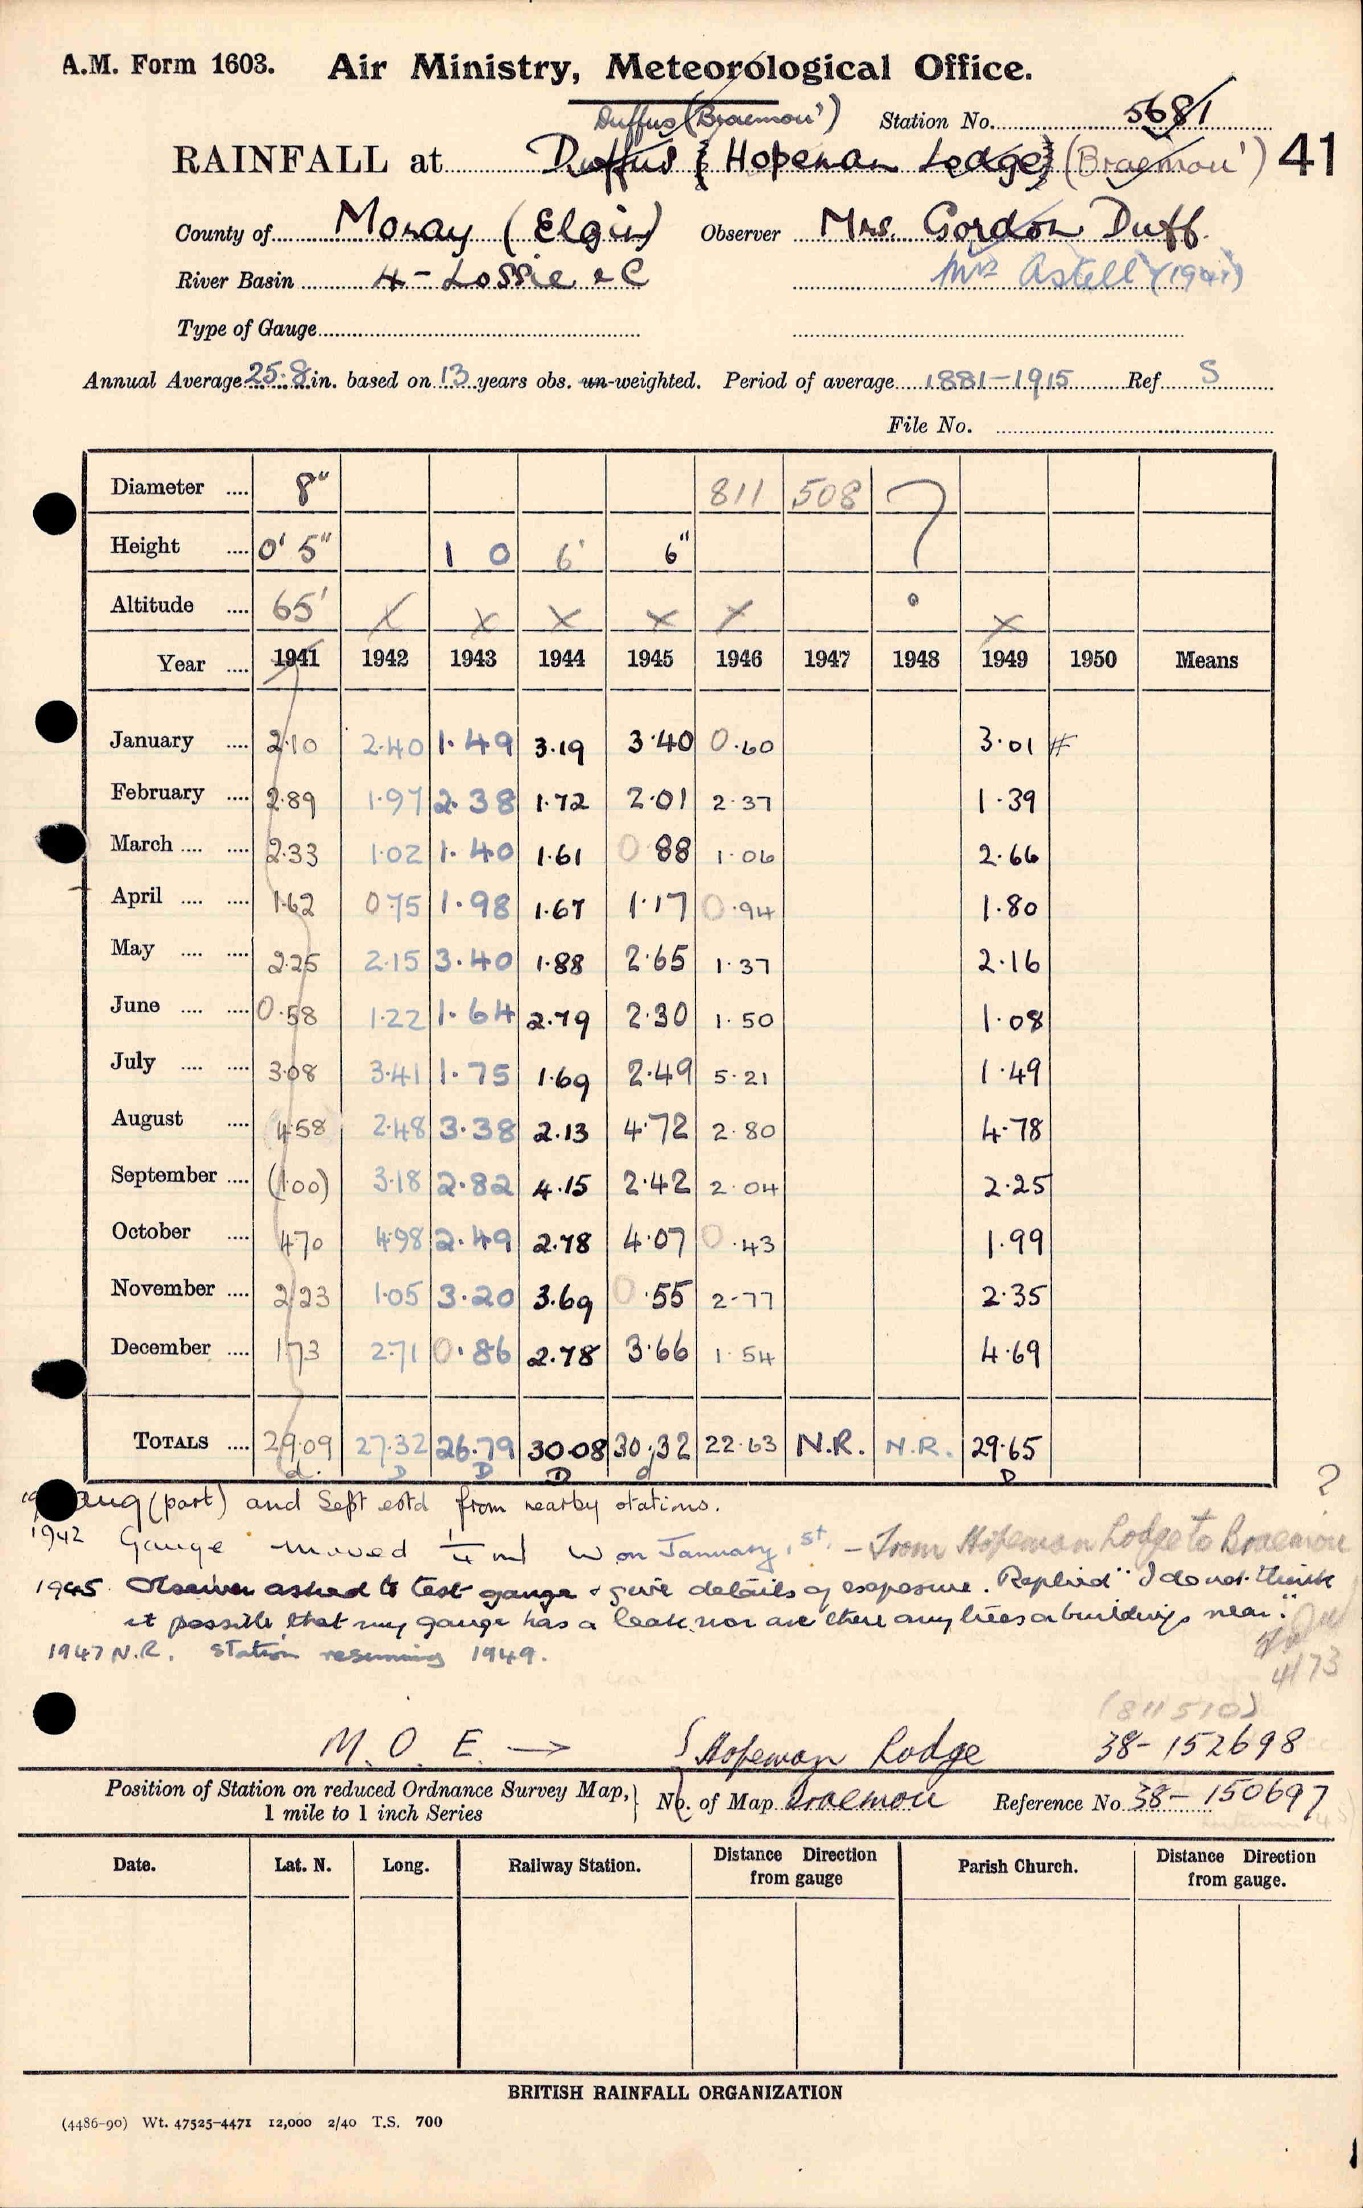 A.M. Form 1603. Air Ministry, Meteorological Office.
Duffus (Braemou') Station No. 5681
RAINFALL at Duffus { Hopeman Lodge } (Braemou') 41
County of Moray (Elgin) Observer Mrs. Gordon Duff.
River Basin 4 - Lossie &C Mrs Astell (1941)
Type of Gauge
Annual Average 25.8 in. based on 13 years obs. un-weighted. Period of average 1881-1915 Ref S
File No.
Diameter 8" 811 508 ?
Height 0' 5" 1 0 6' 6"
Altitude 65' X X X X X X
Year 1941 1942 1943 1944 1945 1946 1947 1948 1949 1950 Means
January 2.10 2.40 1.49 3.19 3.40 0.60 3.01 #
February 2.89 1.97 2.38 1.72 2.01 2.37 1.39
March 2.33 1.02 1.40 1.61 0.88 1.06 2.66
April 1.62 0.75 1.98 1.67 1.17 0.94 1.80
May 2.25 2.15 3.40 1.88 2.65 1.37 2.16
June 0.58 1.22 1.64 2.79 2.30 1.50 1.08
July 3.08 3.41 1.75 1.69 2.49 5.21 1.49
August 4.58 2.48 3.38 2.13 4.72 2.80 4.78
September (1.00) 3.18 2.82 4.15 2.42 2.04 2.25
October 4.70 4.98 2.49 2.78 4.07 0.43 1.99
November 2.23 1.05 3.20 3.69 0.55 2.77 2.35
December 1.73 2.71 0.86 2.78 3.66 1.54 4.69
TOTALS 29.09 27.32 26.79 30.08 30.32 22.63 N.R. N.R. 29.65
d. D D D d D
Aug (part) and Sept estd from nearby stations. ?
1942 Gauge moved 1/4 ml W on January 1st. - From Hopeman Lodge to Braemou
1945 Observer asked to test gauge & give details of exposure. Replied "I do not think
it possible that my gauge has a leak, nor are there any trees or buildings near."
1947 N.R. Station resuming 1949.
4/73
(811510)
M. O. E. → { Hopeman Lodge 38-152698
Position of Station on reduced Ordnance Survey Map, 1 mile to 1 inch Series } No. of Map Braemou Reference No 38-150697
Date. Lat. N. Long. Railway Station. Distance Direction from gauge Parish Church. Distance Direction from gauge.
BRITISH RAINFALL ORGANIZATION
(4486-90) Wt. 47525-4471 12,000 2/40 T.S. 700